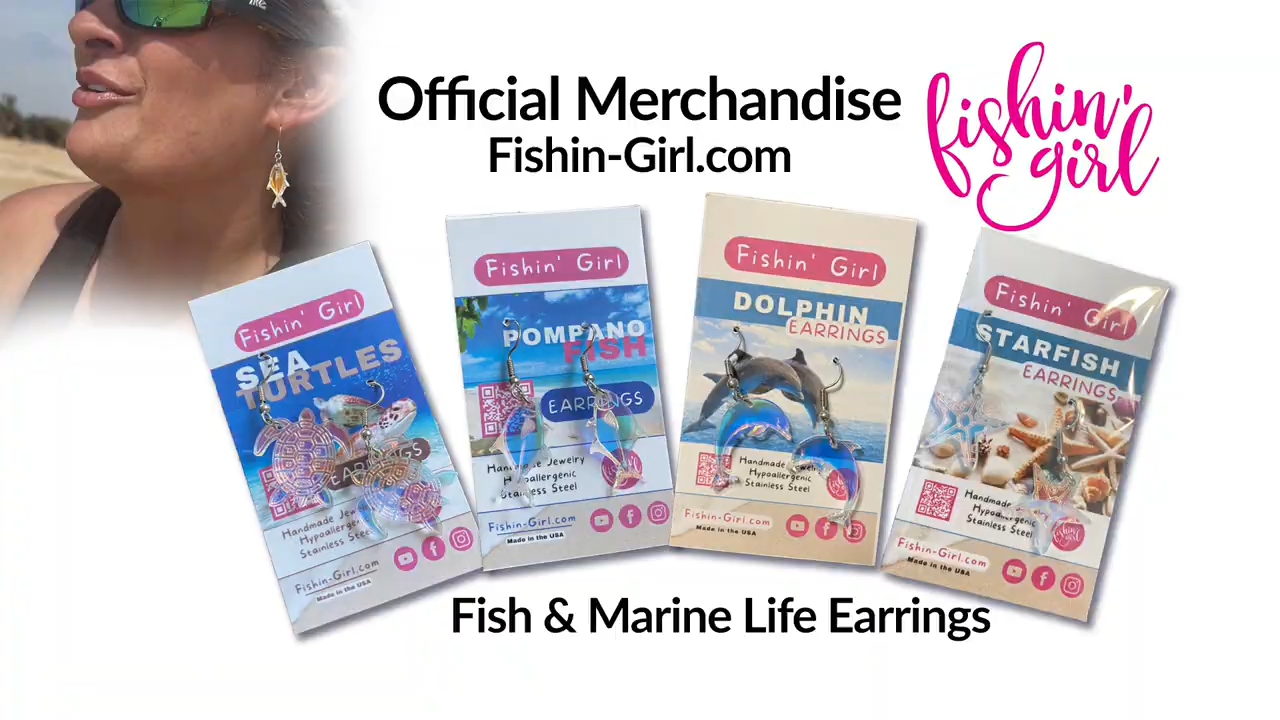 Official Merchandise
Fishin-Girl.com
fishin' girl
Fishin' Girl
SEA
TURTLES
EARRINGS
Handmade Jewelry
Hypoallergenic
Stainless Steel
Fishin-Girl.com
Made in the USA
Fishin' Girl
POMPANO
FISH
EARRINGS
Handmade Jewelry
Hypoallergenic
Stainless Steel
Fishin-Girl.com
Made in the USA
Fishin' Girl
DOLPHIN
EARRINGS
Handmade Jewelry
Hypoallergenic
Stainless Steel
Fishin-Girl.com
Made in the USA
Fishin' Girl
STARFISH
EARRINGS
Handmade Jewelry
Hypoallergenic
Stainless Steel
fishin' girl
Fishin-Girl.com
Made in the USA
Fish & Marine Life Earrings